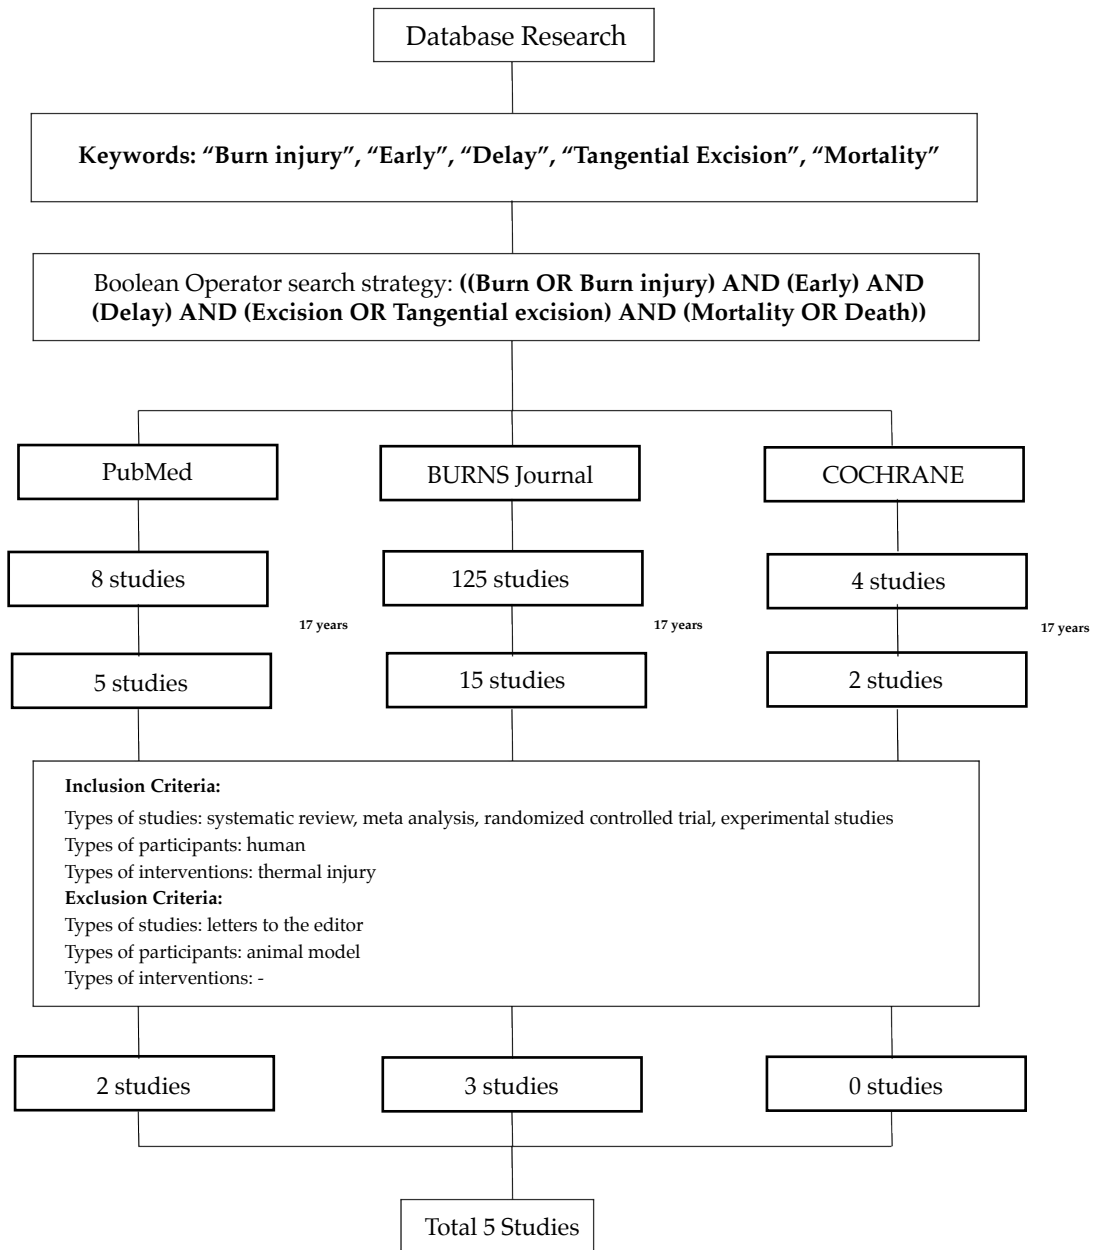 Database Research
Keywords: “Burn injury”, “Early”, “Delay”, “Tangential Excision”, “Mortality”
Boolean Operator search strategy: ((Burn OR Burn injury) AND (Early) AND
(Delay) AND (Excision OR Tangential excision) AND (Mortality OR Death))
PubMed
BURNS Journal
COCHRANE
8 studies
125 studies
4 studies
17 years
17 years
17 years
5 studies
15 studies
2 studies
Inclusion Criteria:
Types of studies: systematic review, meta analysis, randomized controlled trial, experimental studies
Types of participants: human
Types of interventions: thermal injury
Exclusion Criteria:
Types of studies: letters to the editor
Types of participants: animal model
Types of interventions: -
2 studies
3 studies
0 studies
Total 5 Studies